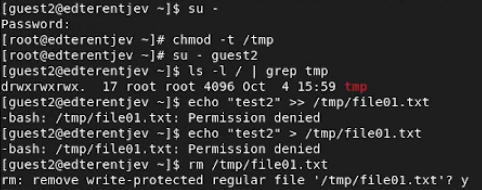 [guest2@edterentjev ~]$ su -
Password:
[root@edterentjev ~]# chmod -t /tmp
[root@edterentjev ~]# su - guest2
[guest2@edterentjev ~]$ ls -l / | grep tmp
drwxrwxrwx.  17 root root 4096 Oct  4 15:59 tmp
[guest2@edterentjev ~]$ echo "test2" >> /tmp/file01.txt
-bash: /tmp/file01.txt: Permission denied
[guest2@edterentjev ~]$ echo "test2" > /tmp/file01.txt
-bash: /tmp/file01.txt: Permission denied
[guest2@edterentjev ~]$ rm /tmp/file01.txt
rm: remove write-protected regular file '/tmp/file01.txt'? y